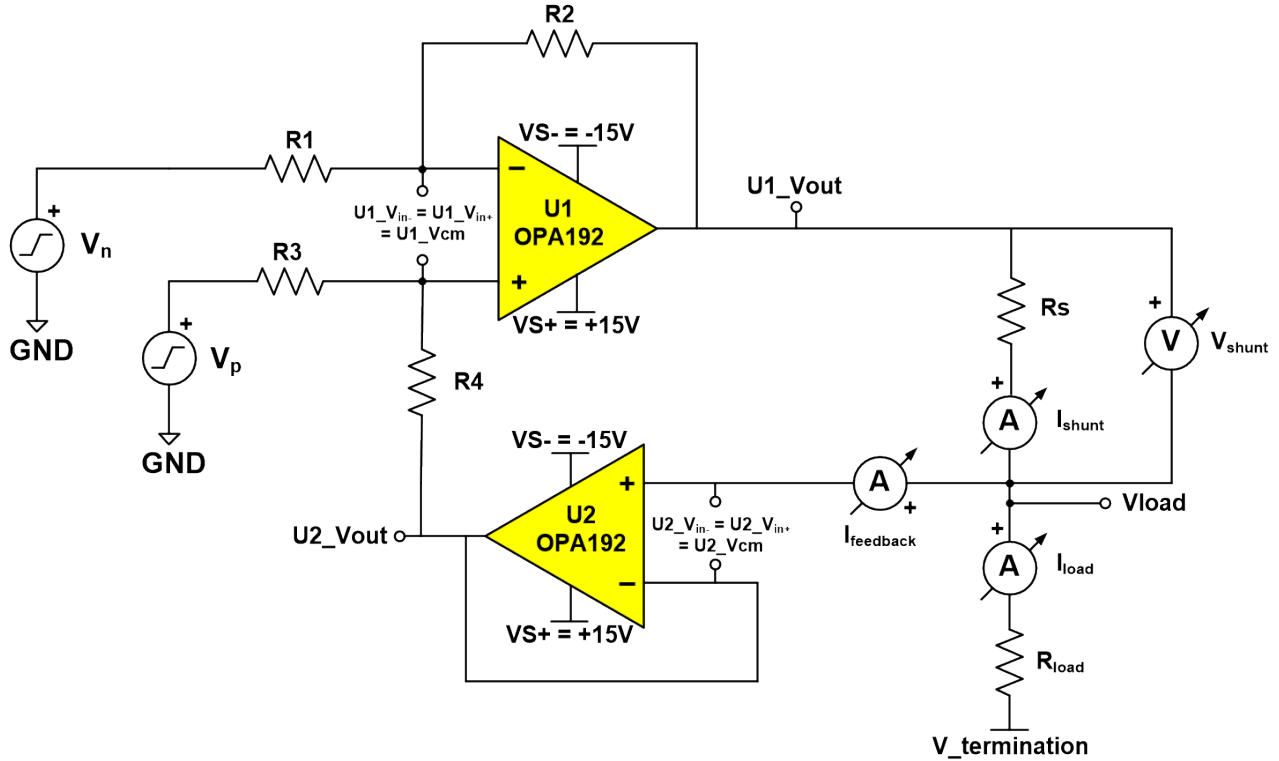 R2
VS- = -15V
R1
U1_Vout
U1_Vin- = U1_Vin+
= U1_Vcm
U1
OPA192
−
+
+
Vn
R3
GND
VS+ = +15V
+
Vp
GND
R4
Rs
+
V
Vshunt
+
A
Ishunt
VS- = -15V
+
U2_Vout
U2
OPA192
U2_Vin- = U2_Vin+
= U2_Vcm
−
A
+
Ifeedback
Vload
+
A
Iload
VS+ = +15V
Rload
V_termination